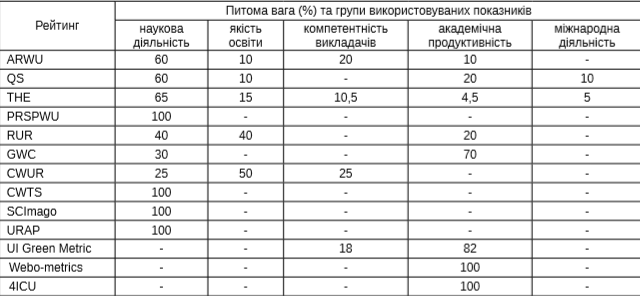 Рейтинг
Питома вага (%) та групи використовуваних показників
наукова діяльність
якість освіти
компетентність викладачів
академічна продуктивність
міжнародна діяльність
ARWU 60 10 20 10 -
QS 60 10 - 20 10
THE 65 15 10,5 4,5 5
PRSPWU 100 - - - -
RUR 40 40 - 20 -
GWC 30 - - 70 -
CWUR 25 50 25 - -
CWTS 100 - - - -
SCImago 100 - - - -
URAP 100 - - - -
UI Green Metric - - 18 82 -
Webo-metrics - - - 100 -
4ICU - - - 100 -